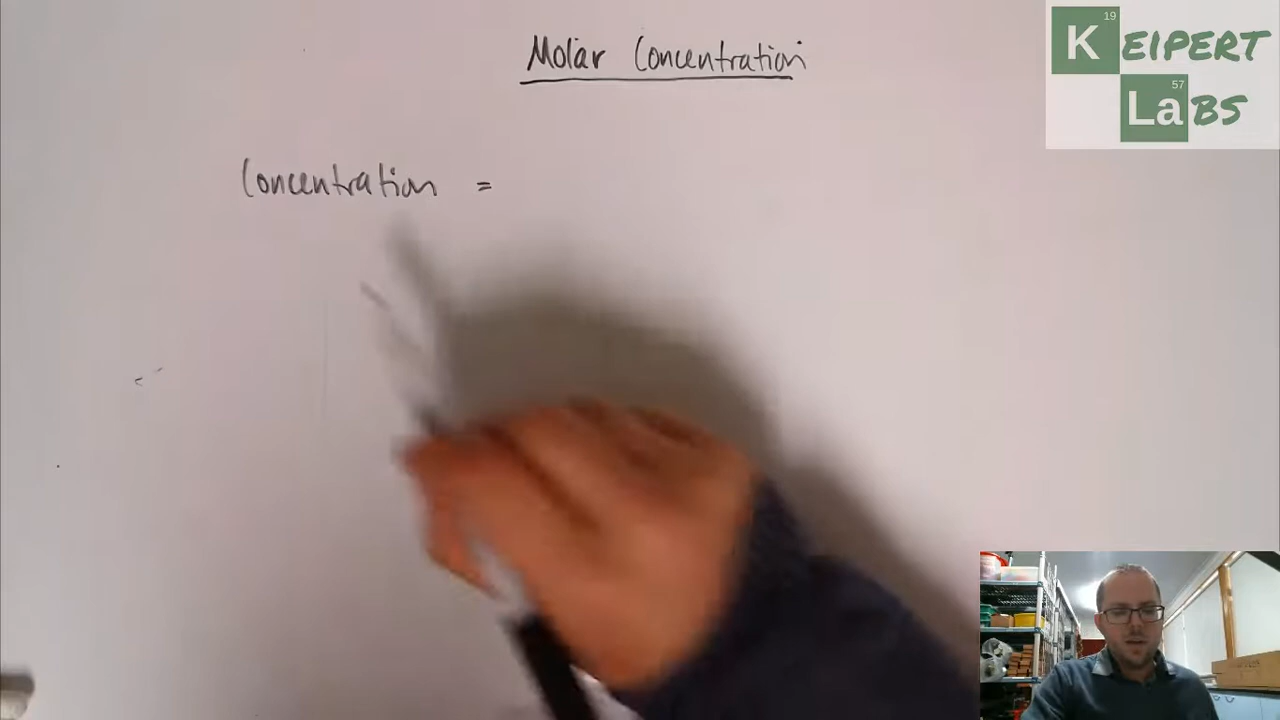 Molar Concentration
19
KEIPERT
57
LaBS
Concentration =